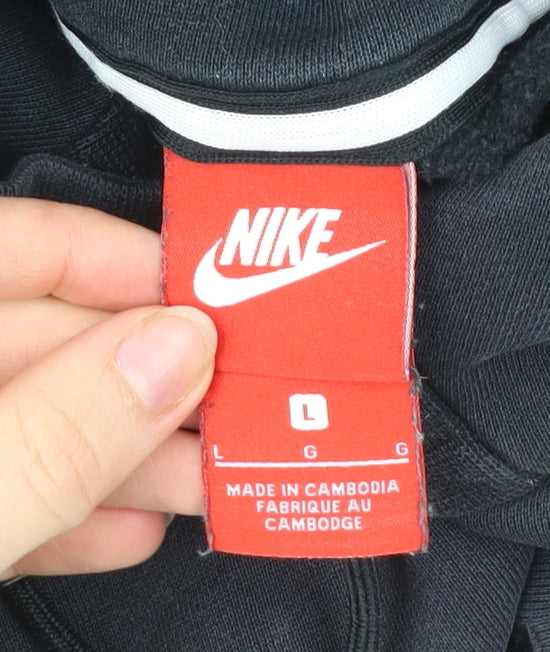 NIKE
L
L G G
MADE IN CAMBODIA
FABRIQUE AU
CAMBODGE